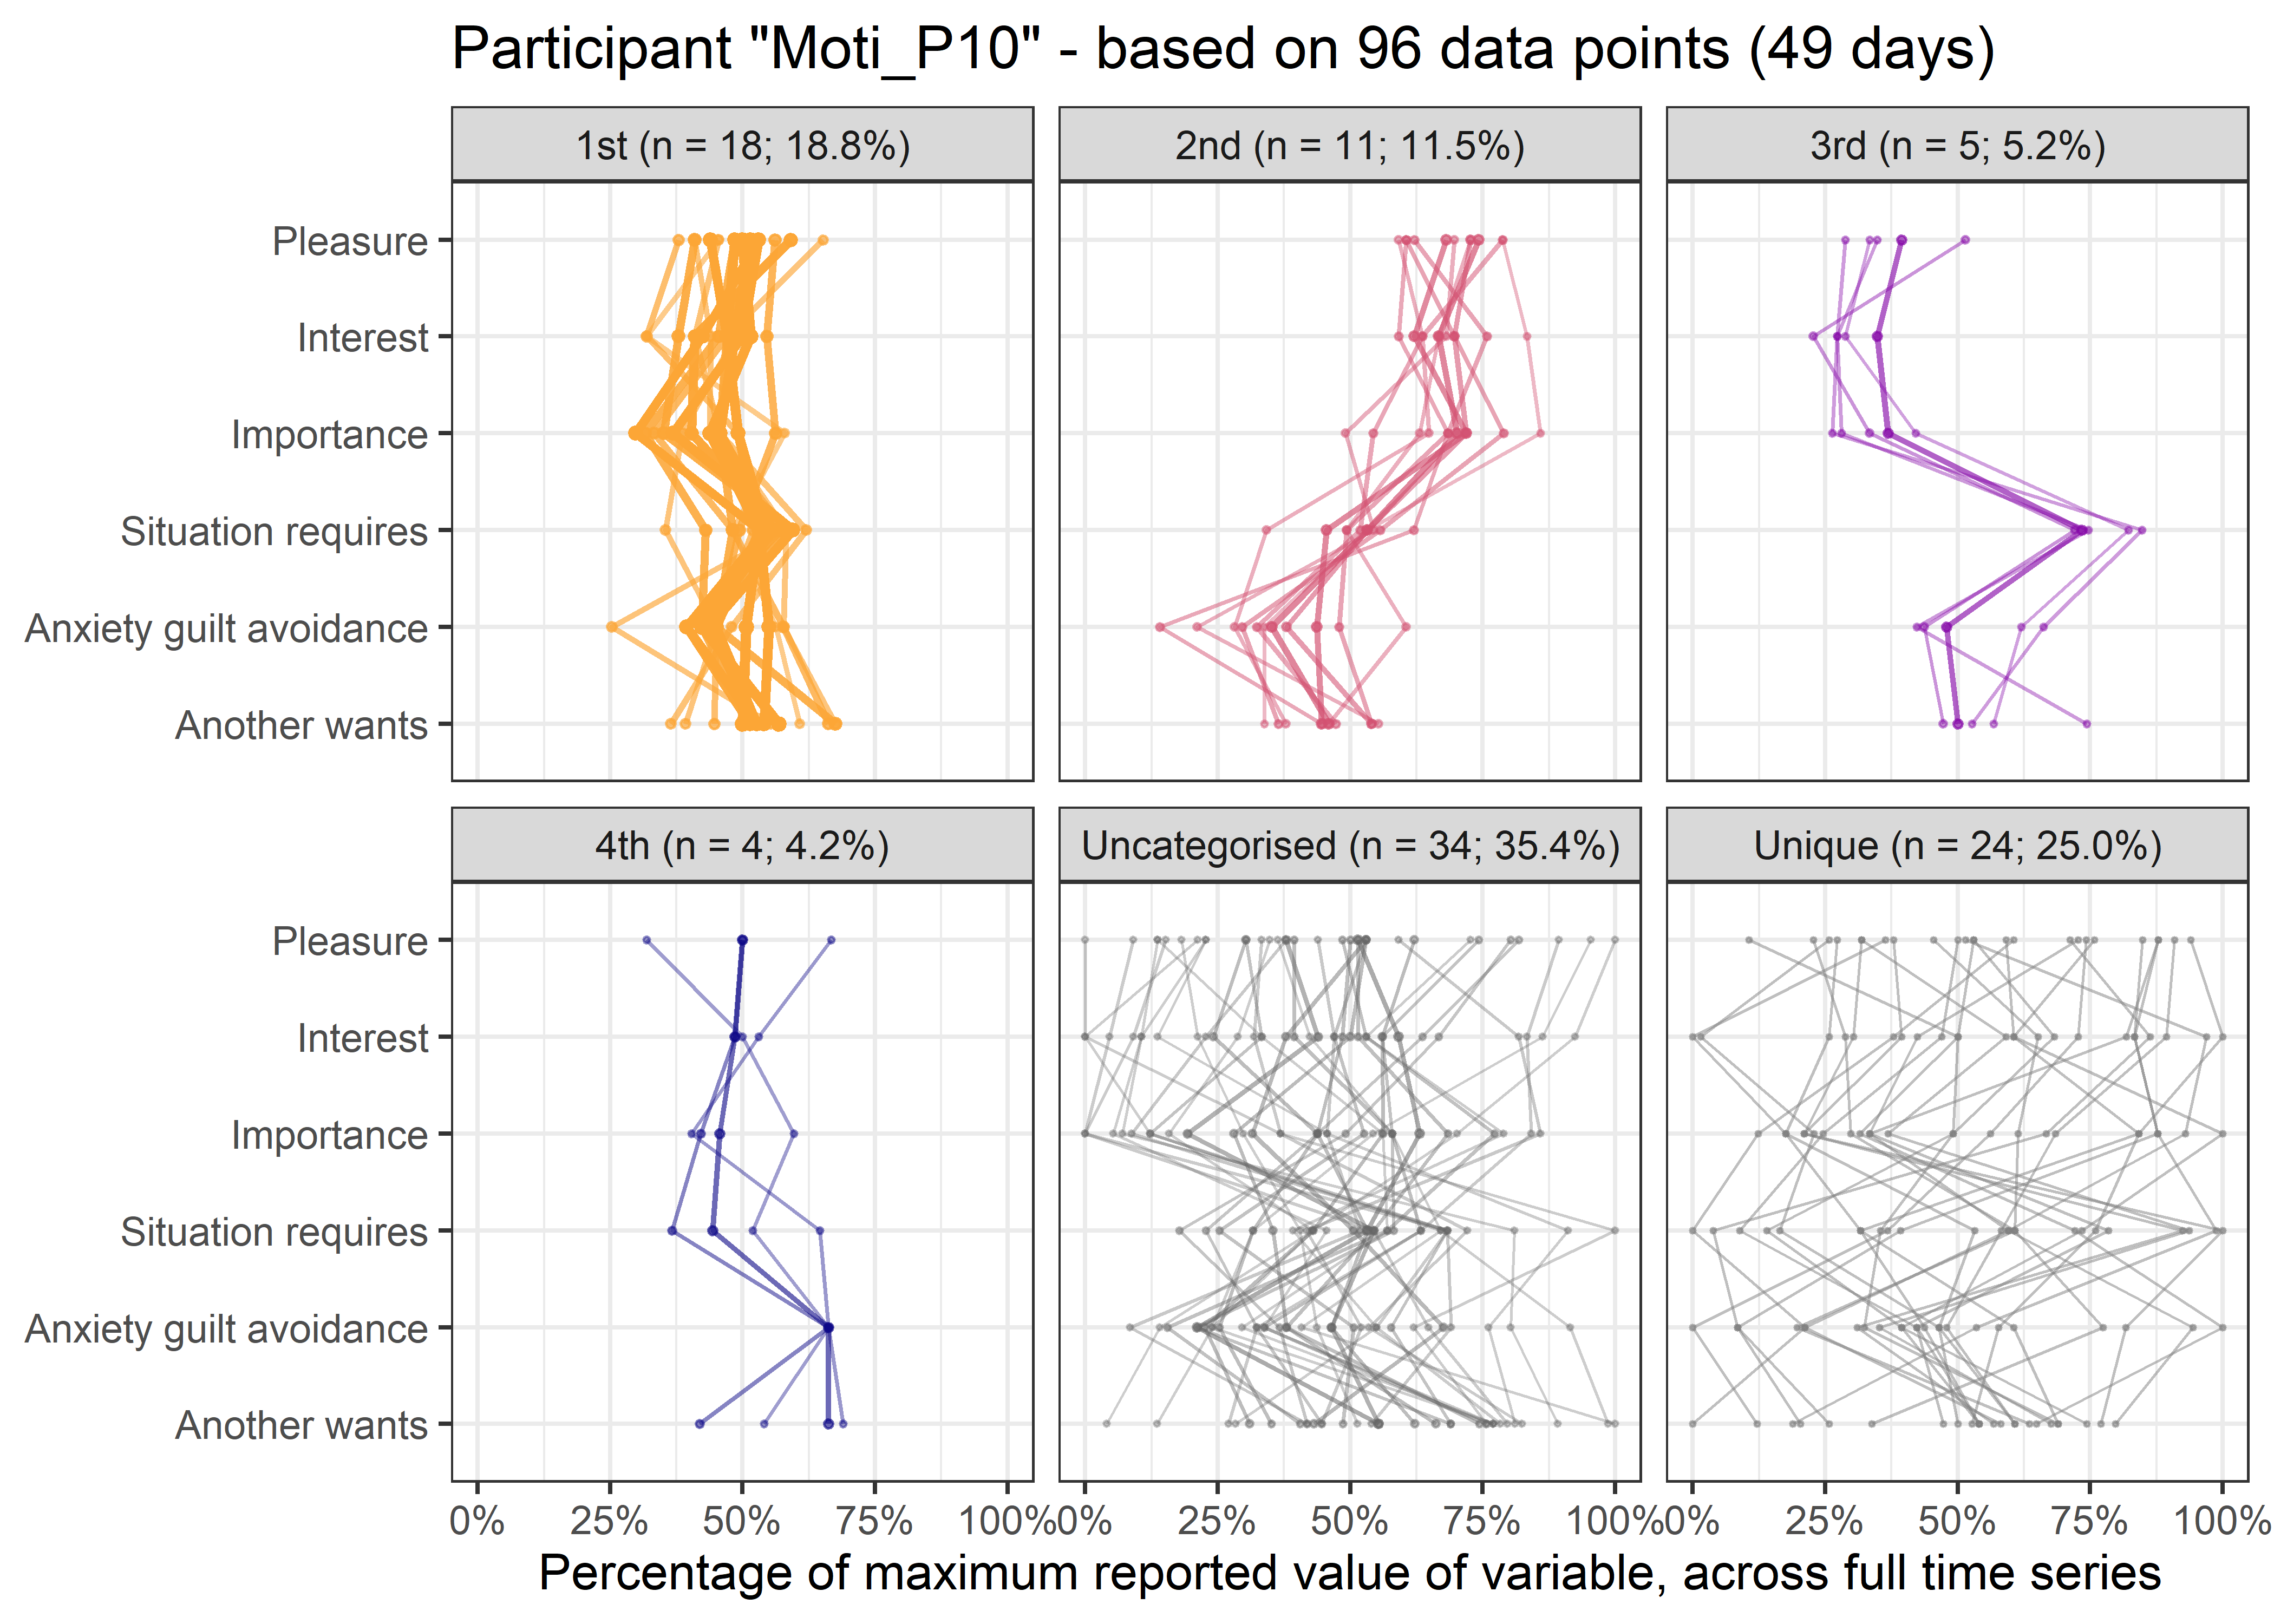 Participant "Moti_P10" - based on 96 data points (49 days)
1st (n = 18; 18.8%)
2nd (n = 11; 11.5%)
3rd (n = 5; 5.2%)
Pleasure
Interest
Importance
Situation requires
Anxiety guilt avoidance
Another wants
4th (n = 4; 4.2%)
Uncategorised (n = 34; 35.4%)
Unique (n = 24; 25.0%)
Pleasure
Interest
Importance
Situation requires
Anxiety guilt avoidance
Another wants
0% 25% 50% 75% 100% 0% 25% 50% 75% 100% 0% 25% 50% 75% 100%
Percentage of maximum reported value of variable, across full time series